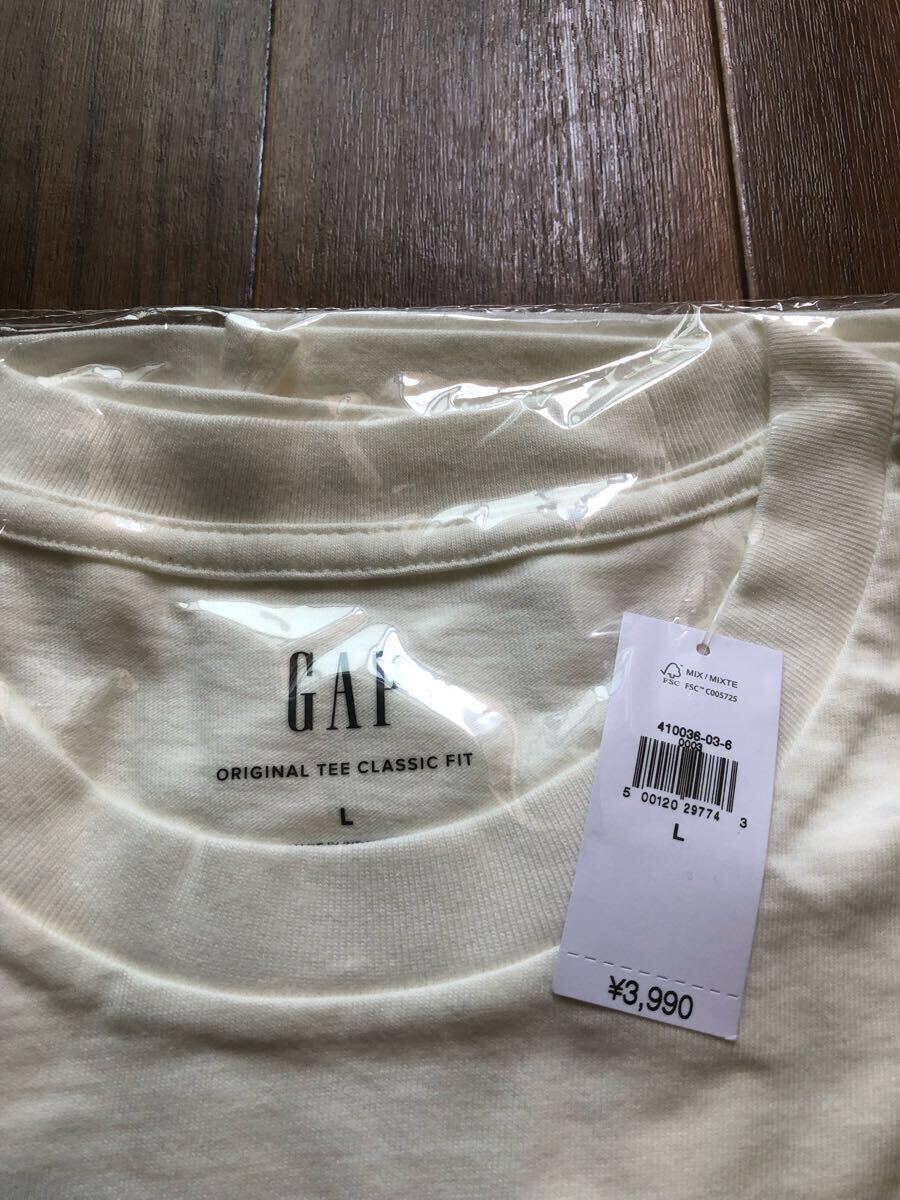 GAP
ORIGINAL TEE CLASSIC FIT
L
FSC
MIX / MIXTE
FSC™ C005725
410036-03-6
0003
5 00120 29774 3
L
¥3,990